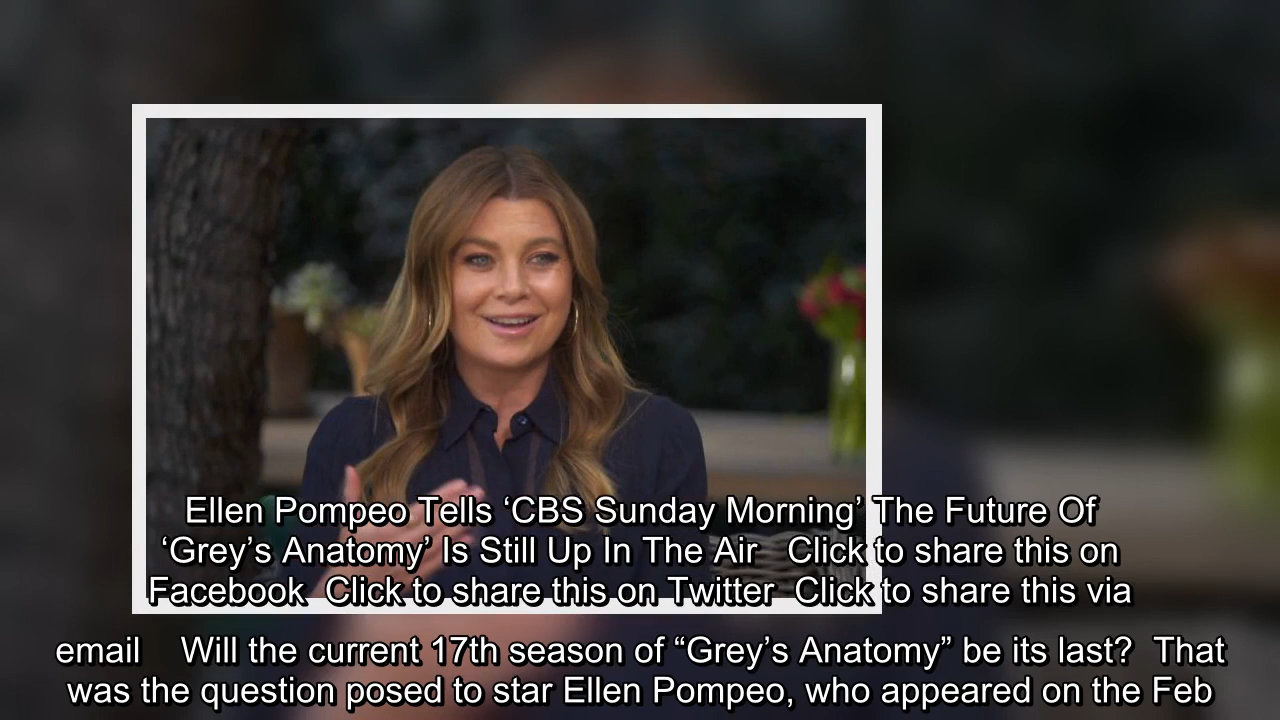 Ellen Pompeo Tells ‘CBS Sunday Morning’ The Future Of
‘Grey’s Anatomy’ Is Still Up In The Air   Click to share this on
Facebook  Click to share this on Twitter  Click to share this via
email    Will the current 17th season of “Grey’s Anatomy” be its last?  That
was the question posed to star Ellen Pompeo, who appeared on the Feb